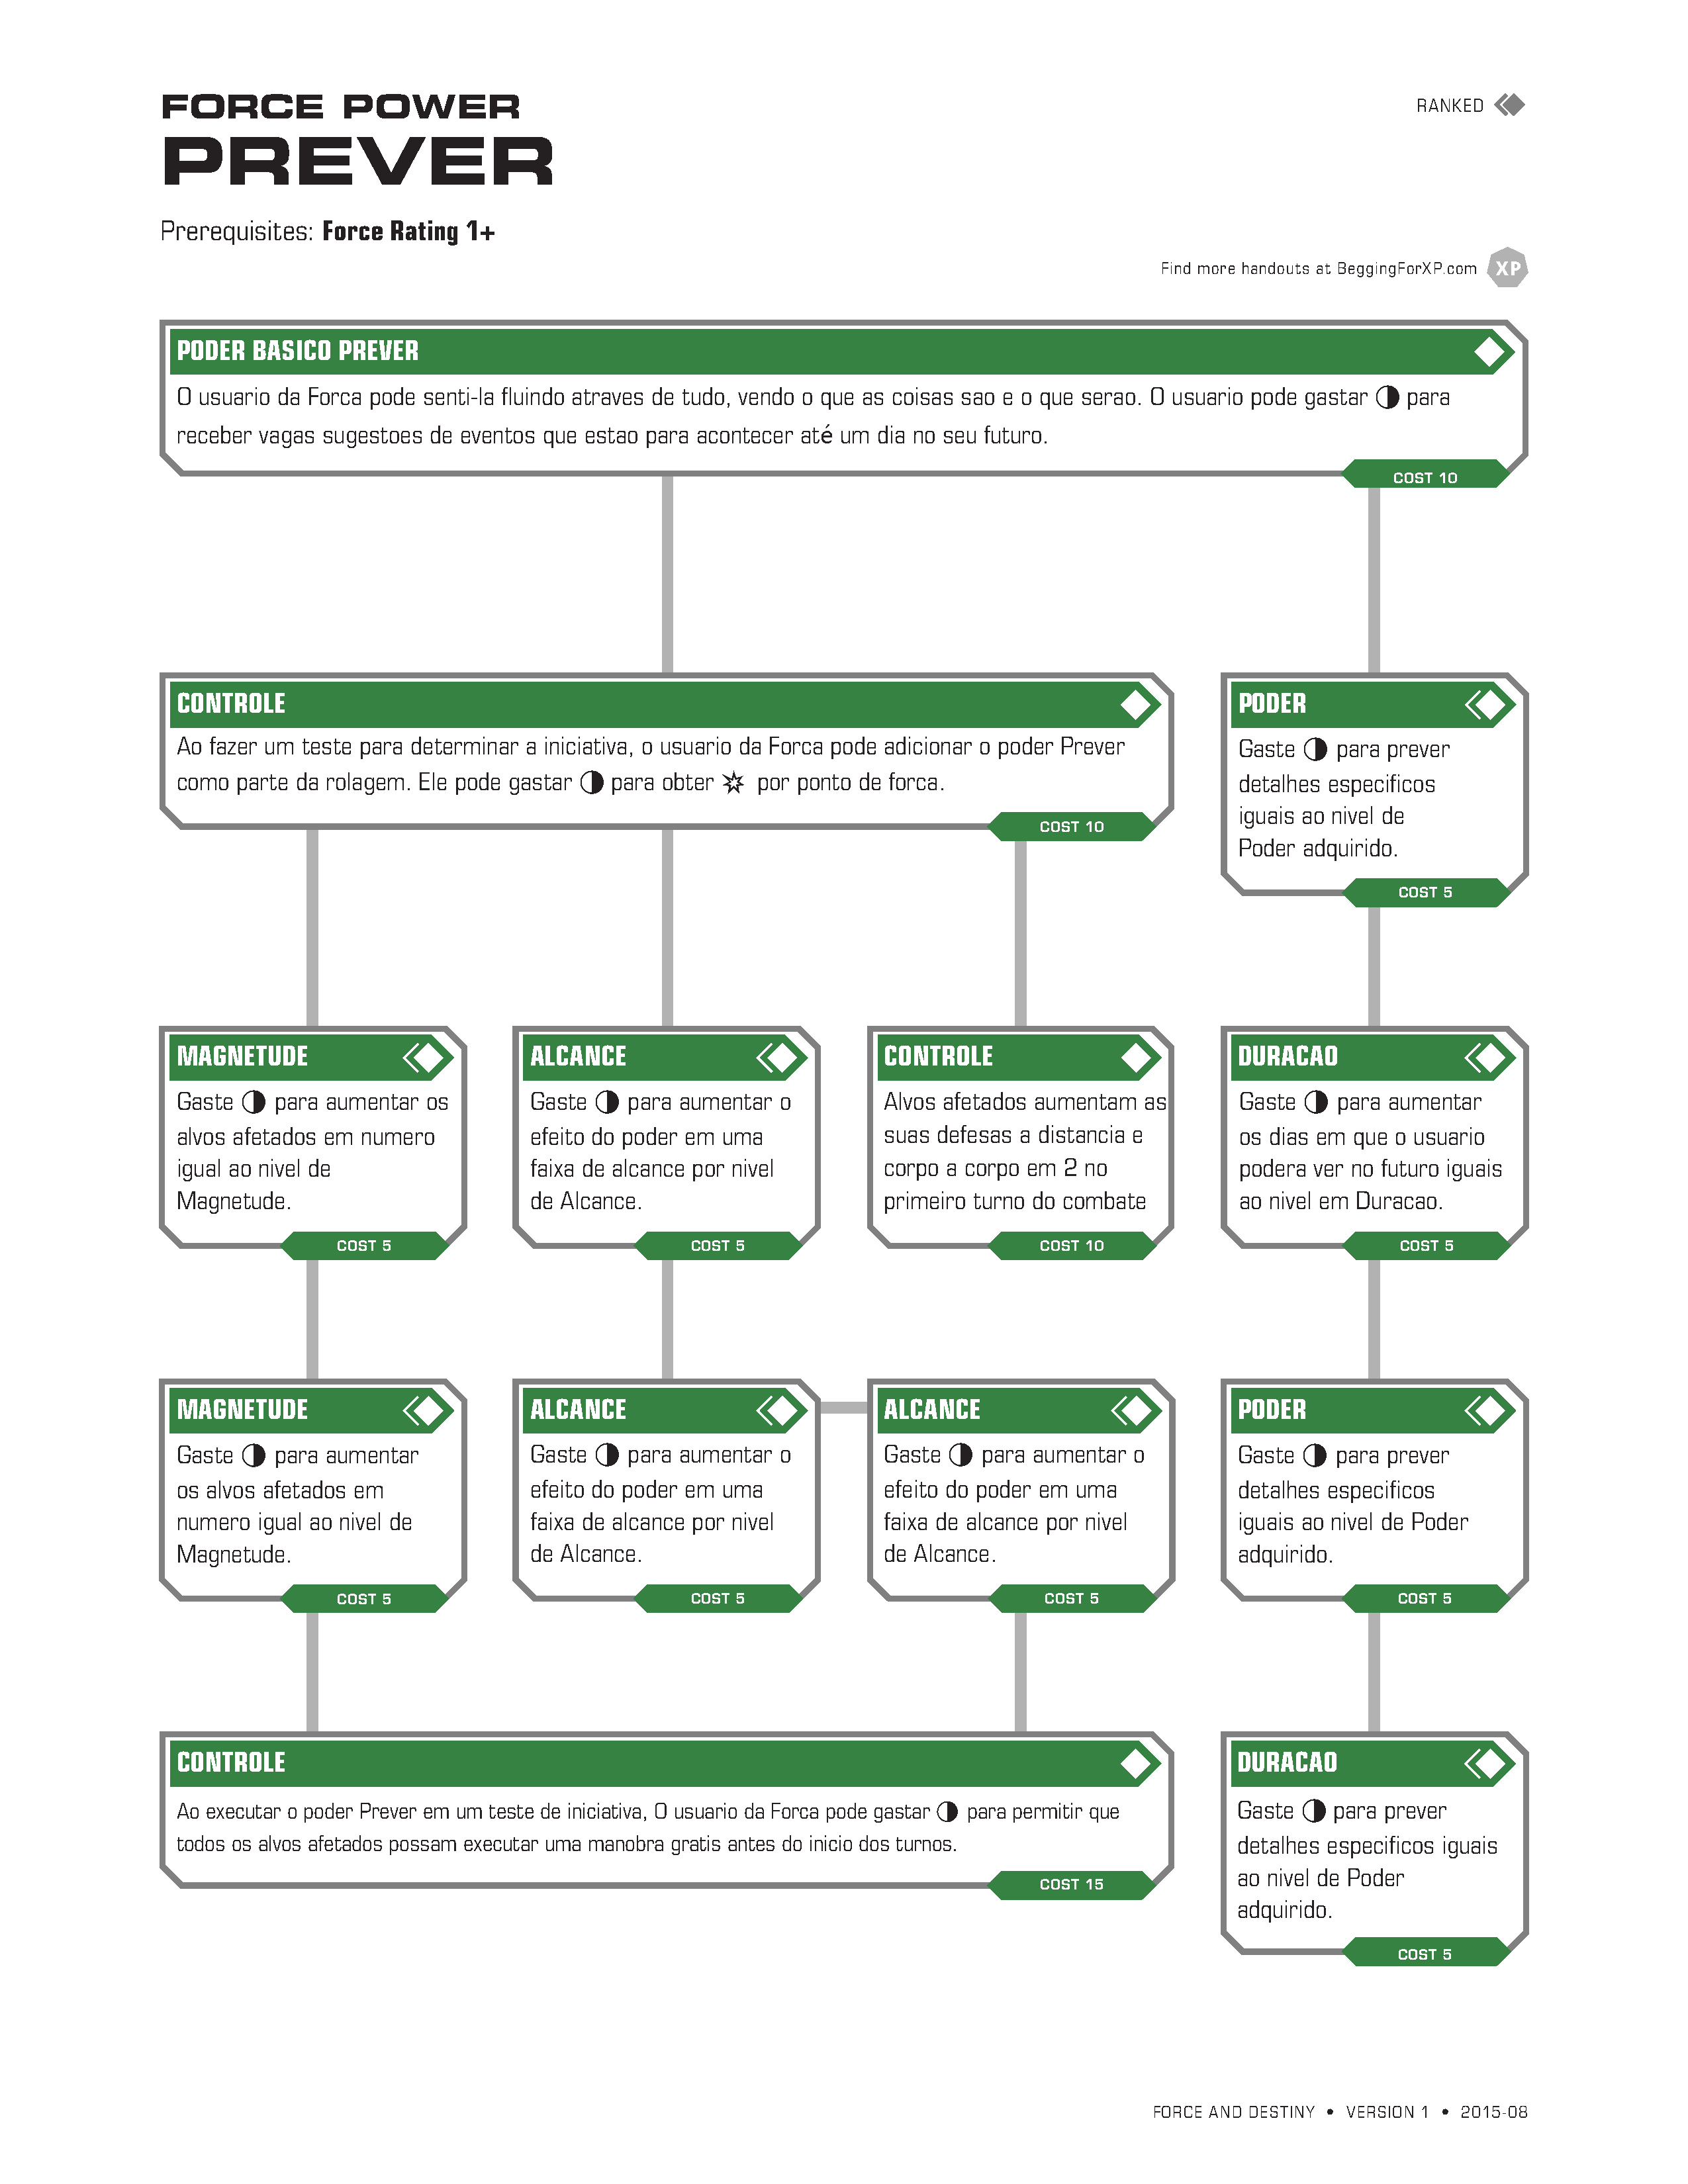 FORCE POWER
PREVER
RANKED
Prerequisites: Force Rating 1+
Find more handouts at BeggingForXP.com XP
PODER BASICO PREVER
O usuario da Forca pode senti-la fluindo atraves de tudo, vendo o que as coisas sao e o que serao. O usuario pode gastar para
receber vagas sugestoes de eventos que estao para acontecer até um dia no seu futuro.
COST 10
CONTROLE
Ao fazer um teste para determinar a iniciativa, o usuario da Forca pode adicionar o poder Prever
como parte da rolagem. Ele pode gastar para obter por ponto de forca.
COST 10
PODER
Gaste para prever
detalhes especificos
iguais ao nivel de
Poder adquirido.
COST 5
MAGNETUDE
Gaste para aumentar os
alvos afetados em numero
igual ao nivel de
Magnetude.
COST 5
ALCANCE
Gaste para aumentar o
efeito do poder em uma
faixa de alcance por nivel
de Alcance.
COST 5
CONTROLE
Alvos afetados aumentam as
suas defesas a distancia e
corpo a corpo em 2 no
primeiro turno do combate
COST 10
DURACAO
Gaste para aumentar
os dias em que o usuario
podera ver no futuro iguais
ao nivel em Duracao.
COST 5
MAGNETUDE
Gaste para aumentar
os alvos afetados em
numero igual ao nivel de
Magnetude.
COST 5
ALCANCE
Gaste para aumentar o
efeito do poder em uma
faixa de alcance por nivel
de Alcance.
COST 5
ALCANCE
Gaste para aumentar o
efeito do poder em uma
faixa de alcance por nivel
de Alcance.
COST 5
PODER
Gaste para prever
detalhes especificos
iguais ao nivel de Poder
adquirido.
COST 5
CONTROLE
Ao executar o poder Prever em um teste de iniciativa, O usuario da Forca pode gastar para permitir que
todos os alvos afetados possam executar uma manobra gratis antes do inicio dos turnos.
COST 15
DURACAO
Gaste para prever
detalhes especificos iguais
ao nivel de Poder
adquirido.
COST 5
FORCE AND DESTINY • VERSION 1 • 2015-08